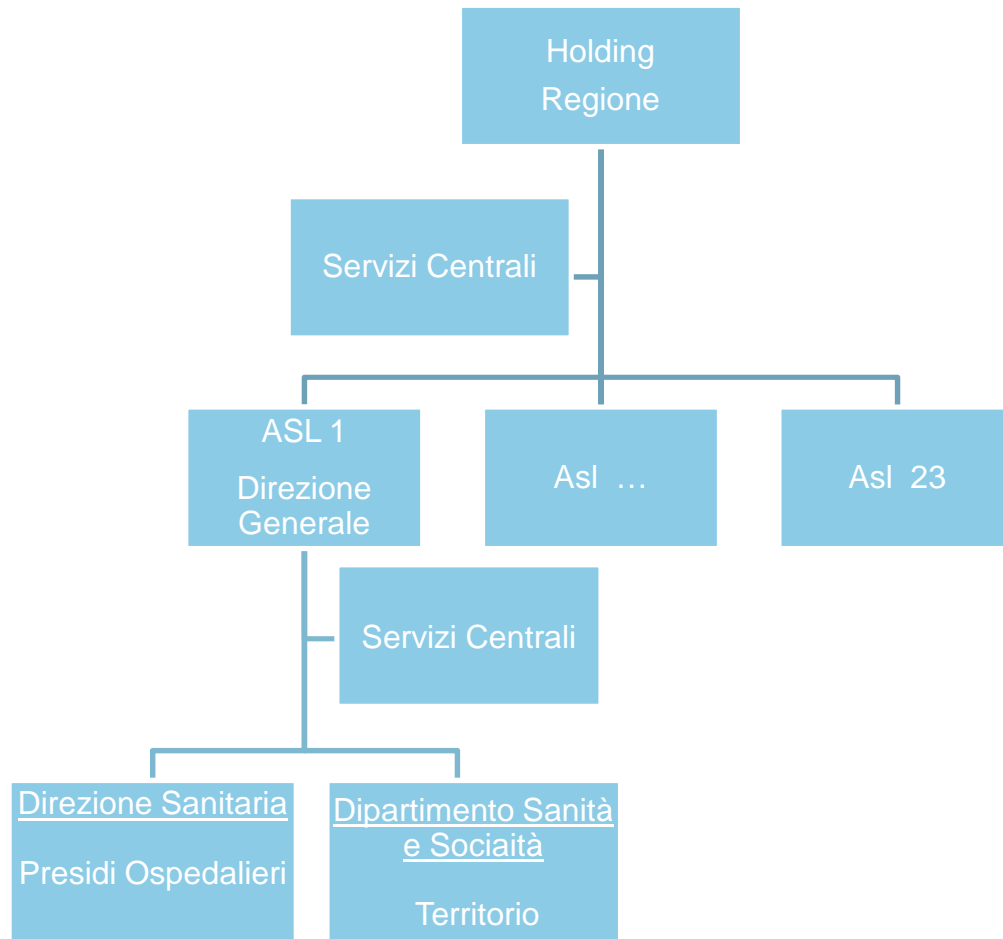 Holding
Regione
Servizi Centrali
ASL 1
Direzione
Generale
Asl  …
Asl  23
Servizi Centrali
Direzione Sanitaria
Presidi Ospedalieri
Dipartimento Sanità
e Sociaità
Territorio